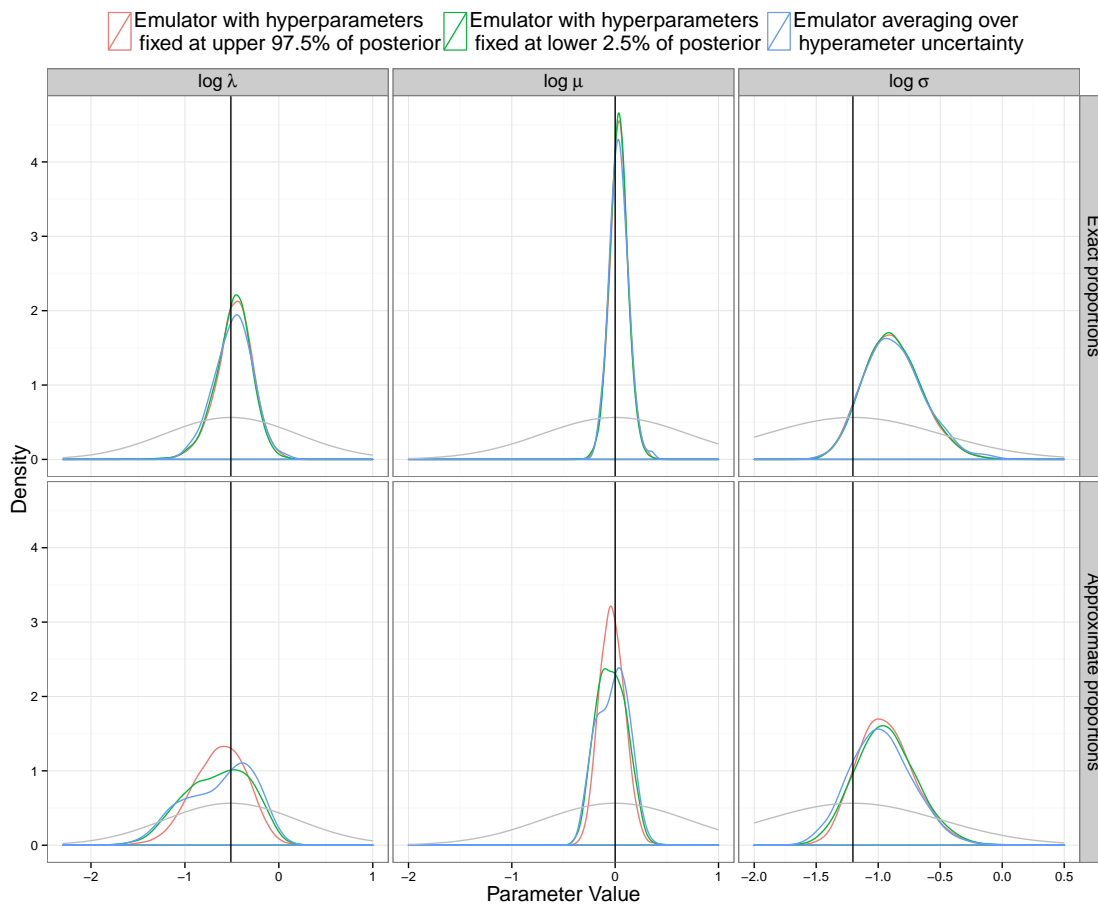 Emulator with hyperparameters
fixed at upper 97.5% of posterior
Emulator with hyperparameters
fixed at lower 2.5% of posterior
Emulator averaging over
hyperameter uncertainty
log λ
log μ
log σ
Density
4
3
2
1
0
Exact proportions
4
3
2
1
0
Approximate proportions
−2 −1 0 1
−2 −1 0 1
−2.0 −1.5 −1.0 −0.5 0.0 0.5
Parameter Value